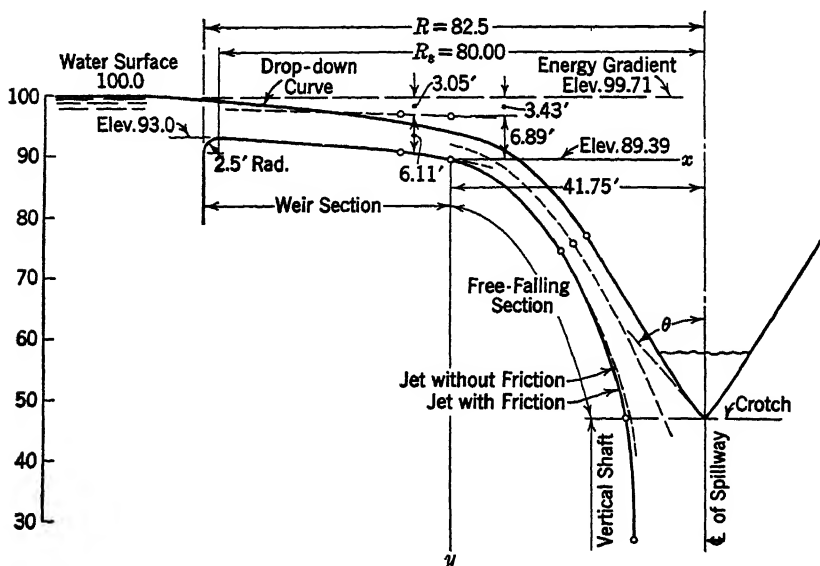 R = 82.5
Rs = 80.00
Water Surface
100.0
Drop-down
Curve
3.05'
Energy Gradient
Elev. 99.71
3.43'
100
Elev. 93.0
6.89'
Elev. 89.39
x
90
2.5' Rad.
6.11'
41.75'
Weir Section
80
70
Free-Falling
Section
θ
60
Jet without Friction
50
Jet with Friction
Crotch
40
Vertical Shaft
℄ of Spillway
30
y